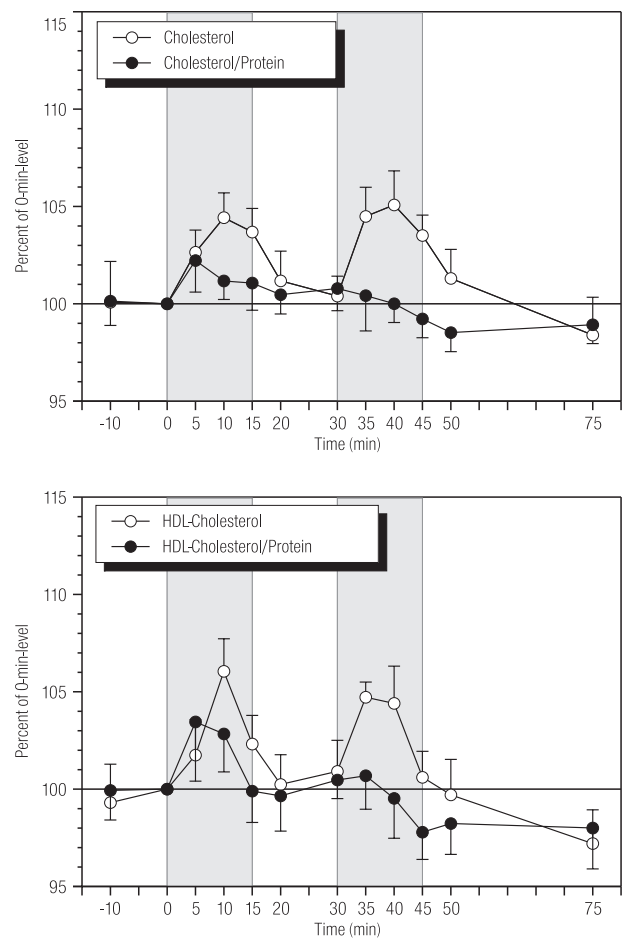 115
Cholesterol
Cholesterol/Protein
110
105
100
95
Percent of 0-min-level
-10 0 5 10 15 20 30 35 40 45 50 75
Time (min)
115
HDL-Cholesterol
HDL-Cholesterol/Protein
110
105
100
95
Percent of 0-min-level
-10 0 5 10 15 20 30 35 40 45 50 75
Time (min)